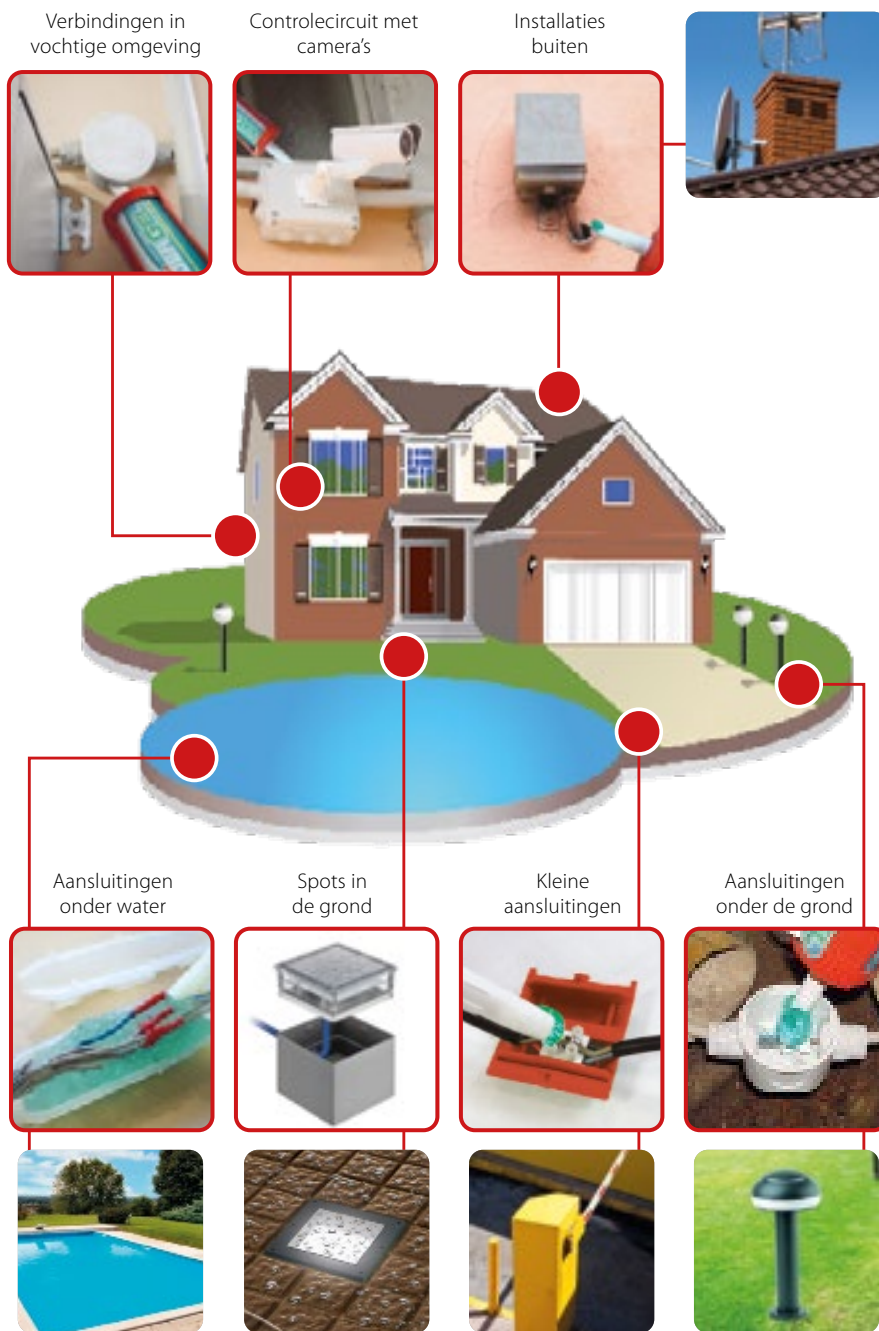 Verbindingen in
vochtige omgeving
Controlecircuit met
camera’s
Installaties
buiten
Aansluitingen
onder water
Spots in
de grond
Kleine
aansluitingen
Aansluitingen
onder de grond